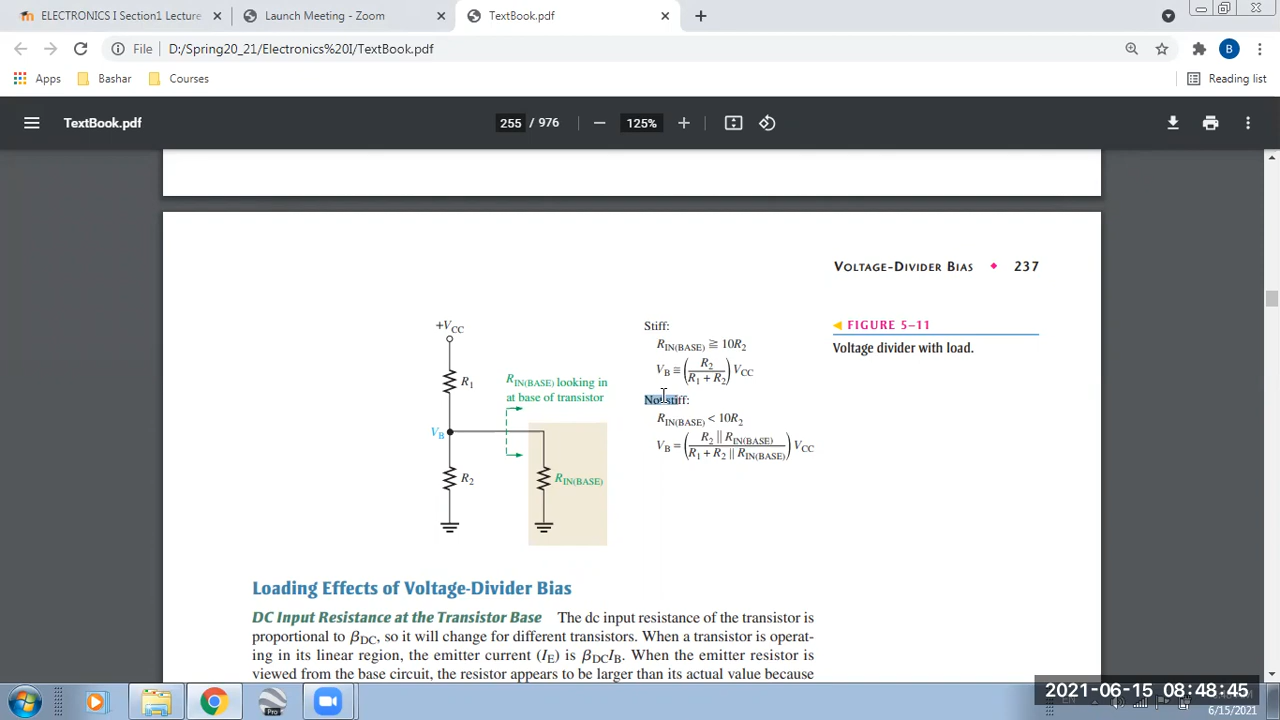 ELECTRONICS I Section1 Lecture
Launch Meeting - Zoom
TextBook.pdf
File
D:/Spring20_21/Electronics%20I/TextBook.pdf
B
Apps
Bashar
Courses
Reading list
TextBook.pdf
255 / 976
125%
VOLTAGE-DIVIDER BIAS ◆ 237
+VCC
R1
RIN(BASE) looking in
at base of transistor
VB
R2
RIN(BASE)
Stiff:
RIN(BASE) ≧ 10R2
VB ≅ (R2 / R1 + R2) VCC
Not stiff:
RIN(BASE) < 10R2
VB = (R2 || RIN(BASE) / R1 + R2 || RIN(BASE)) VCC
◀ FIGURE 5–11
Voltage divider with load.
Loading Effects of Voltage-Divider Bias
DC Input Resistance at the Transistor Base The dc input resistance of the transistor is
proportional to βDC, so it will change for different transistors. When a transistor is operat-
ing in its linear region, the emitter current (IE) is βDCIB. When the emitter resistor is
viewed from the base circuit, the resistor appears to be larger than its actual value because
Pro
2021-06-15 08:48:45
6/15/2021